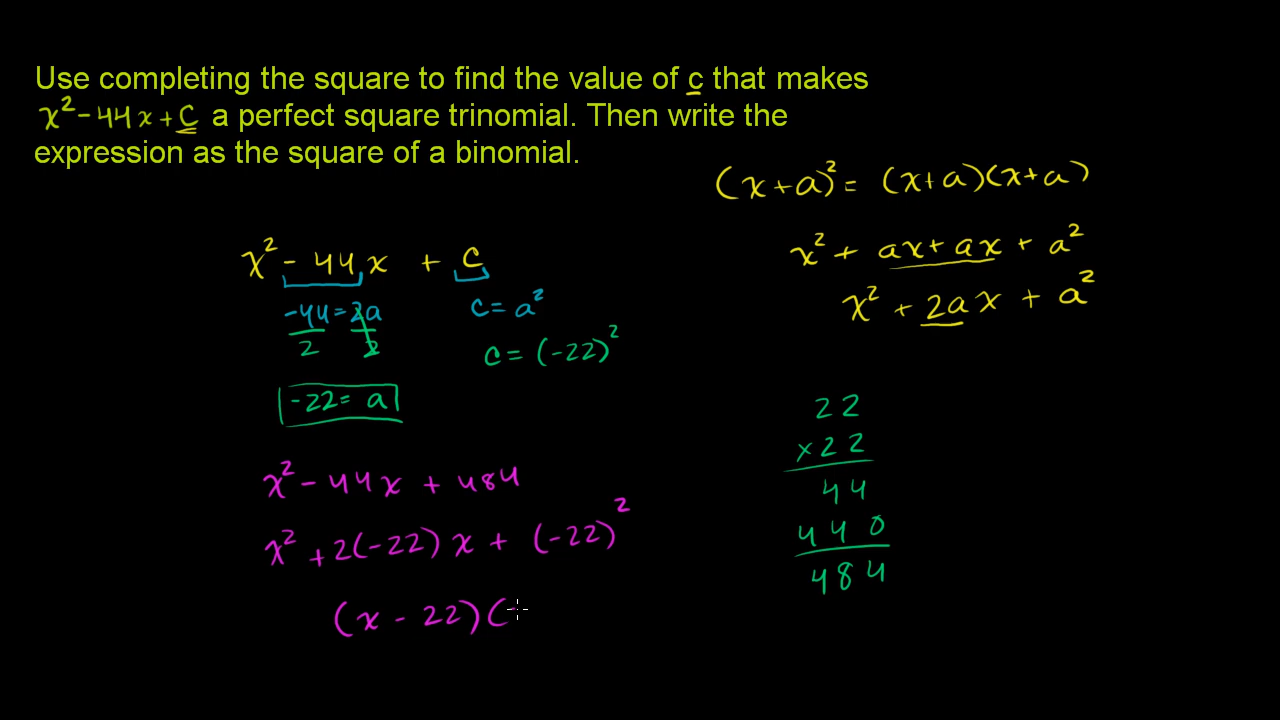 Use completing the square to find the value of c that makes
x² - 44x + C a perfect square trinomial. Then write the
expression as the square of a binomial.
(x+a)² = (x+a)(x+a)
x² + ax + ax + a²
x² + 2ax + a²
x² - 44x + c
-44 = 2a
2 2
c = a²
c = (-22)²
-22 = a
22
×22
44
440
484
x² - 44x + 484
x² + 2(-22)x + (-22)²
(x - 22)(